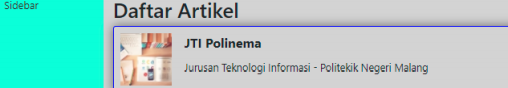 Sidebar
Daftar Artikel
JTI Polinema
Jurusan Teknologi Informasi - Politekik Negeri Malang